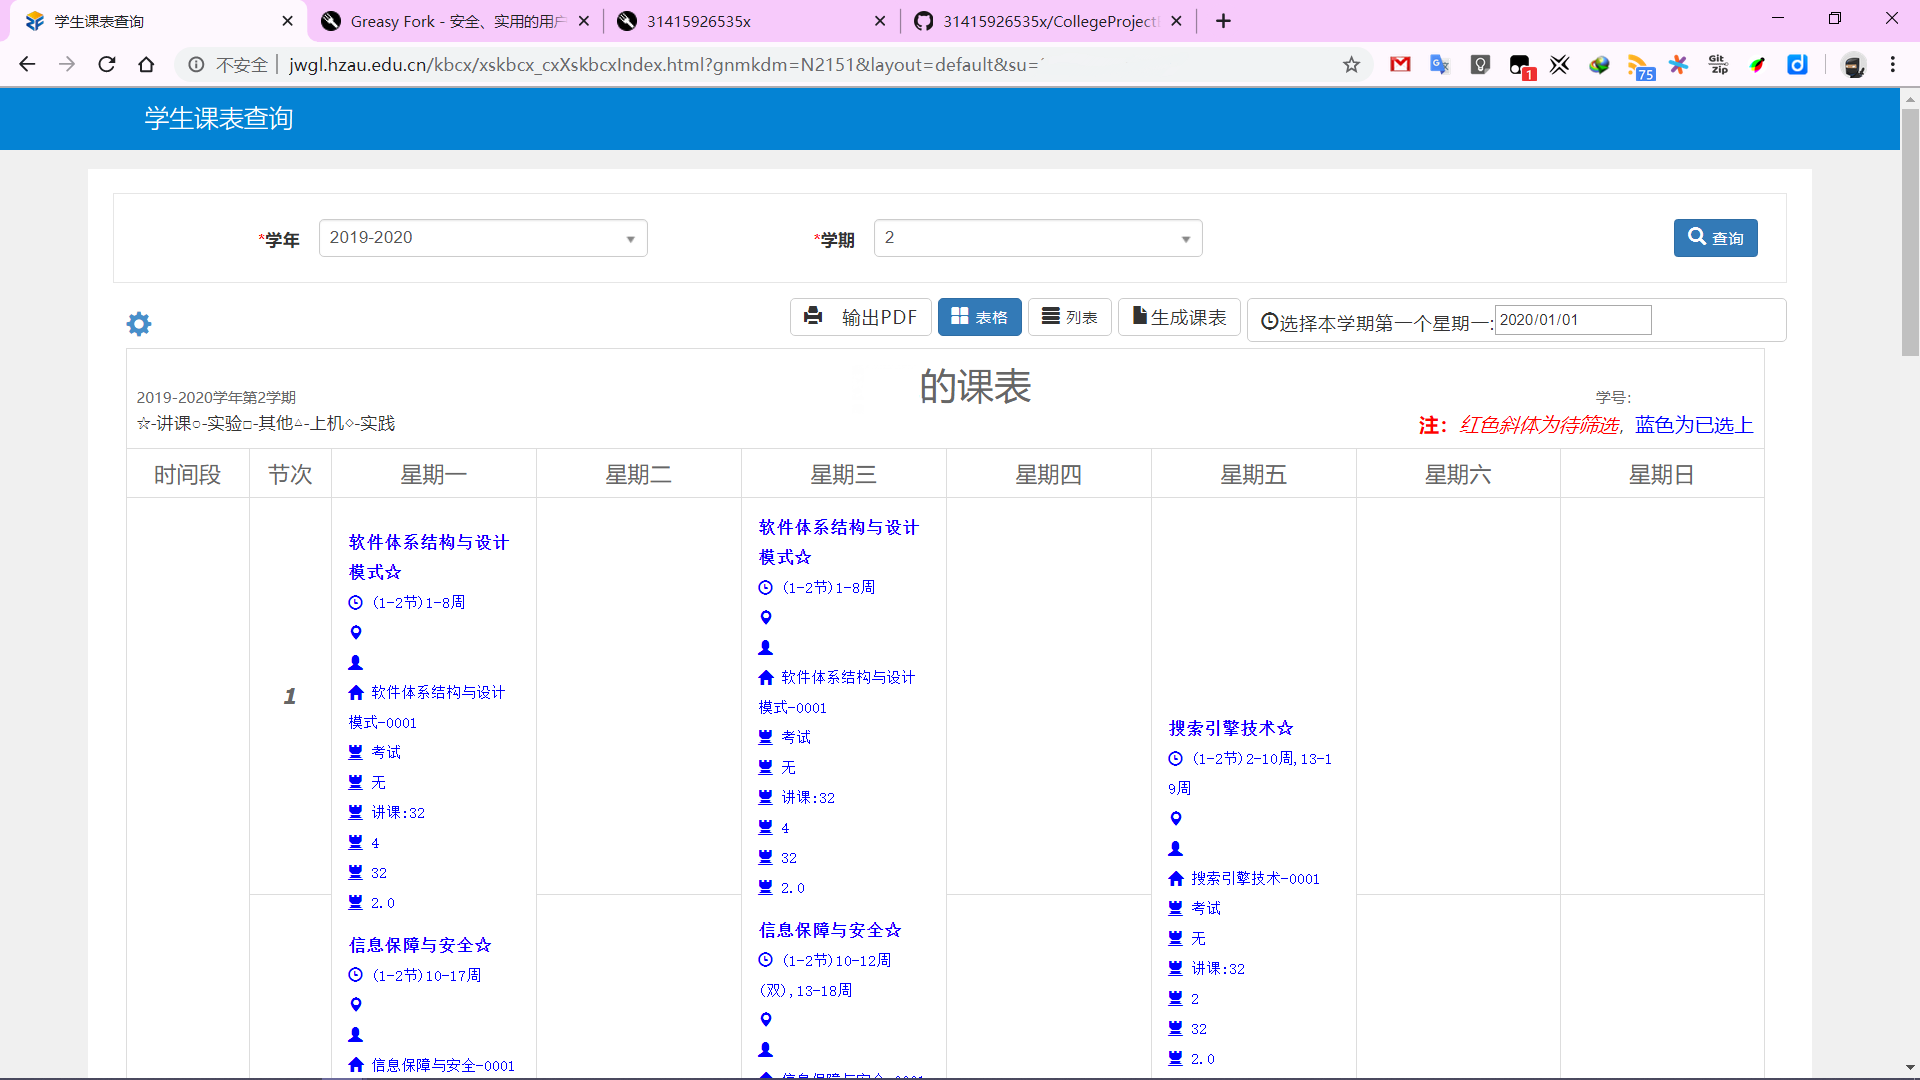 学生课表查询
Greasy Fork - 安全、实用的用户
31415926535x
31415926535x/CollegeProject
不安全
jwgl.hzau.edu.cn/kbcx/xskbcx_cxXskbcxIndex.html?gnmkdm=N2151&layout=default&su=
1
75
Git
zip
学生课表查询
*学年
2019-2020
*学期
2
查询
输出PDF
表格
列表
生成课表
选择本学期第一个星期一:
2020/01/01
的课表
2019-2020学年第2学期
学号:
☆-讲课○-实验□-其他△-上机◇-实践
注：红色斜体为待筛选，蓝色为已选上
时间段
节次
星期一
星期二
星期三
星期四
星期五
星期六
星期日
1
软件体系结构与设计
模式☆
(1-2节)1-8周
软件体系结构与设计
模式-0001
考试
无
讲课:32
4
32
2.0
信息保障与安全☆
(1-2节)10-17周
信息保障与安全-0001
软件体系结构与设计
模式☆
(1-2节)1-8周
软件体系结构与设计
模式-0001
考试
无
讲课:32
4
32
2.0
信息保障与安全☆
(1-2节)10-12周
(双),13-18周
信息保障与安全-0001
搜索引擎技术☆
(1-2节)2-10周,13-1
9周
搜索引擎技术-0001
考试
无
讲课:32
2
32
2.0